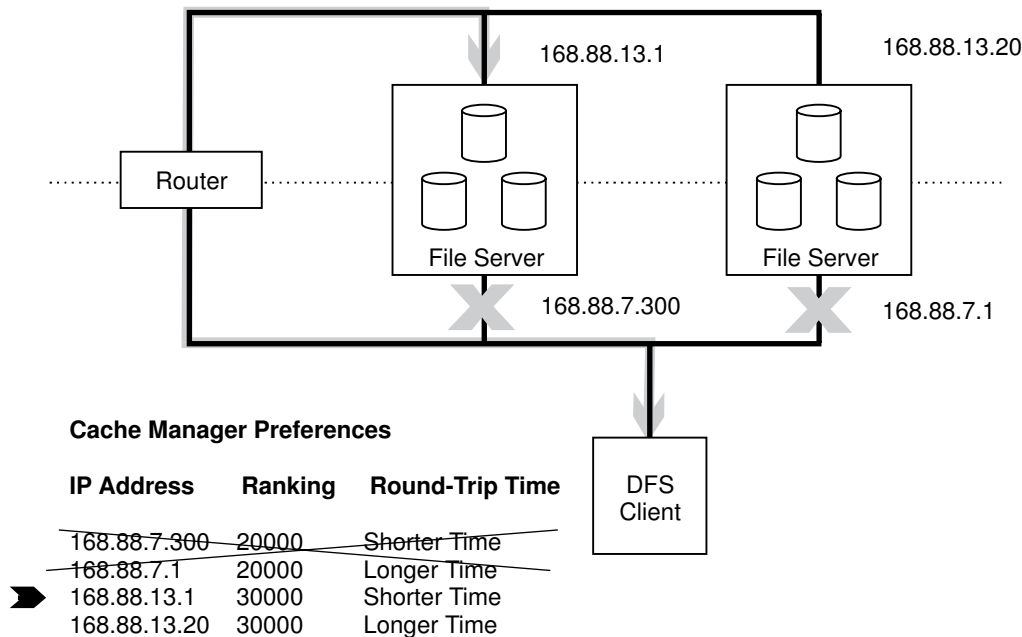 168.88.13.1
168.88.13.20
Router
File Server
File Server
168.88.7.300
168.88.7.1
Cache Manager Preferences
IP Address Ranking Round-Trip Time
168.88.7.300 20000 Shorter Time
168.88.7.1 20000 Longer Time
168.88.13.1 30000 Shorter Time
168.88.13.20 30000 Longer Time
DFS
Client